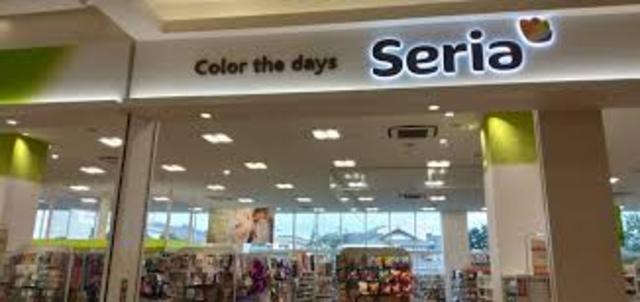 Color the days Seria